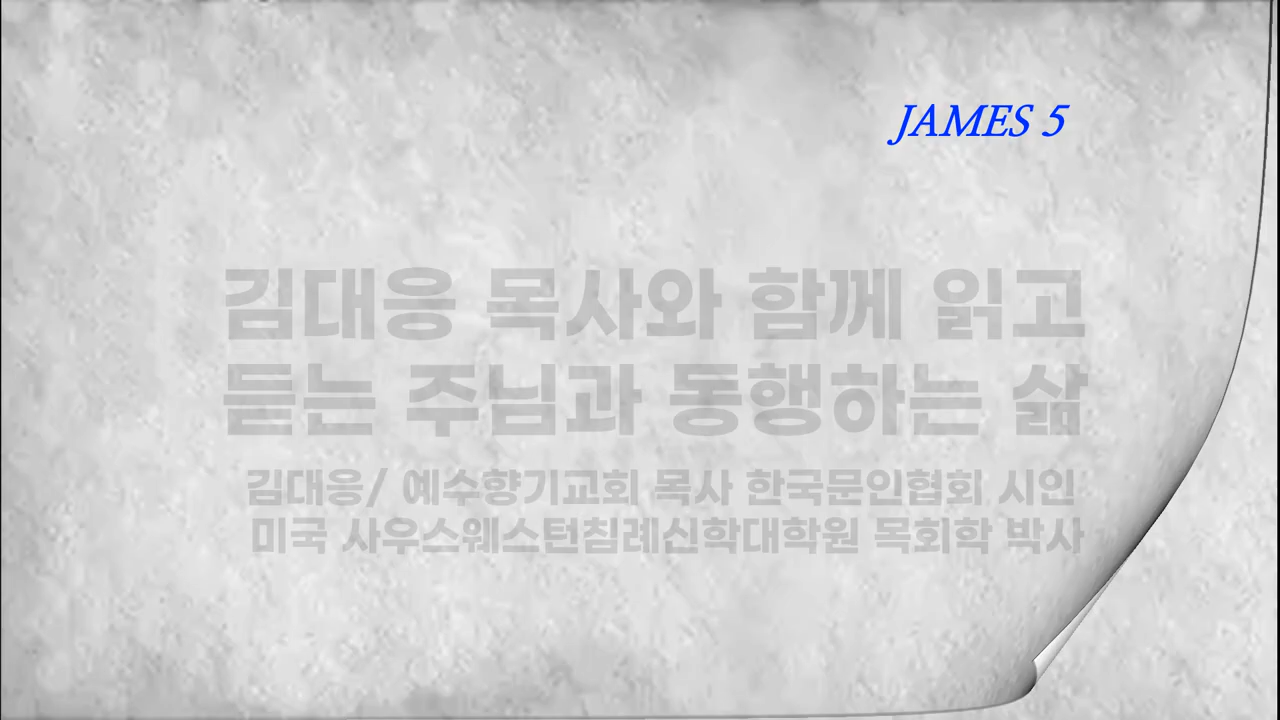 JAMES 5
김대응 목사와 함께 읽고
듣는 주님과 동행하는 삶
김대응/ 예수향기교회 목사 한국문인협회 시인
미국 사우스웨스턴침례신학대학원 목회학 박사